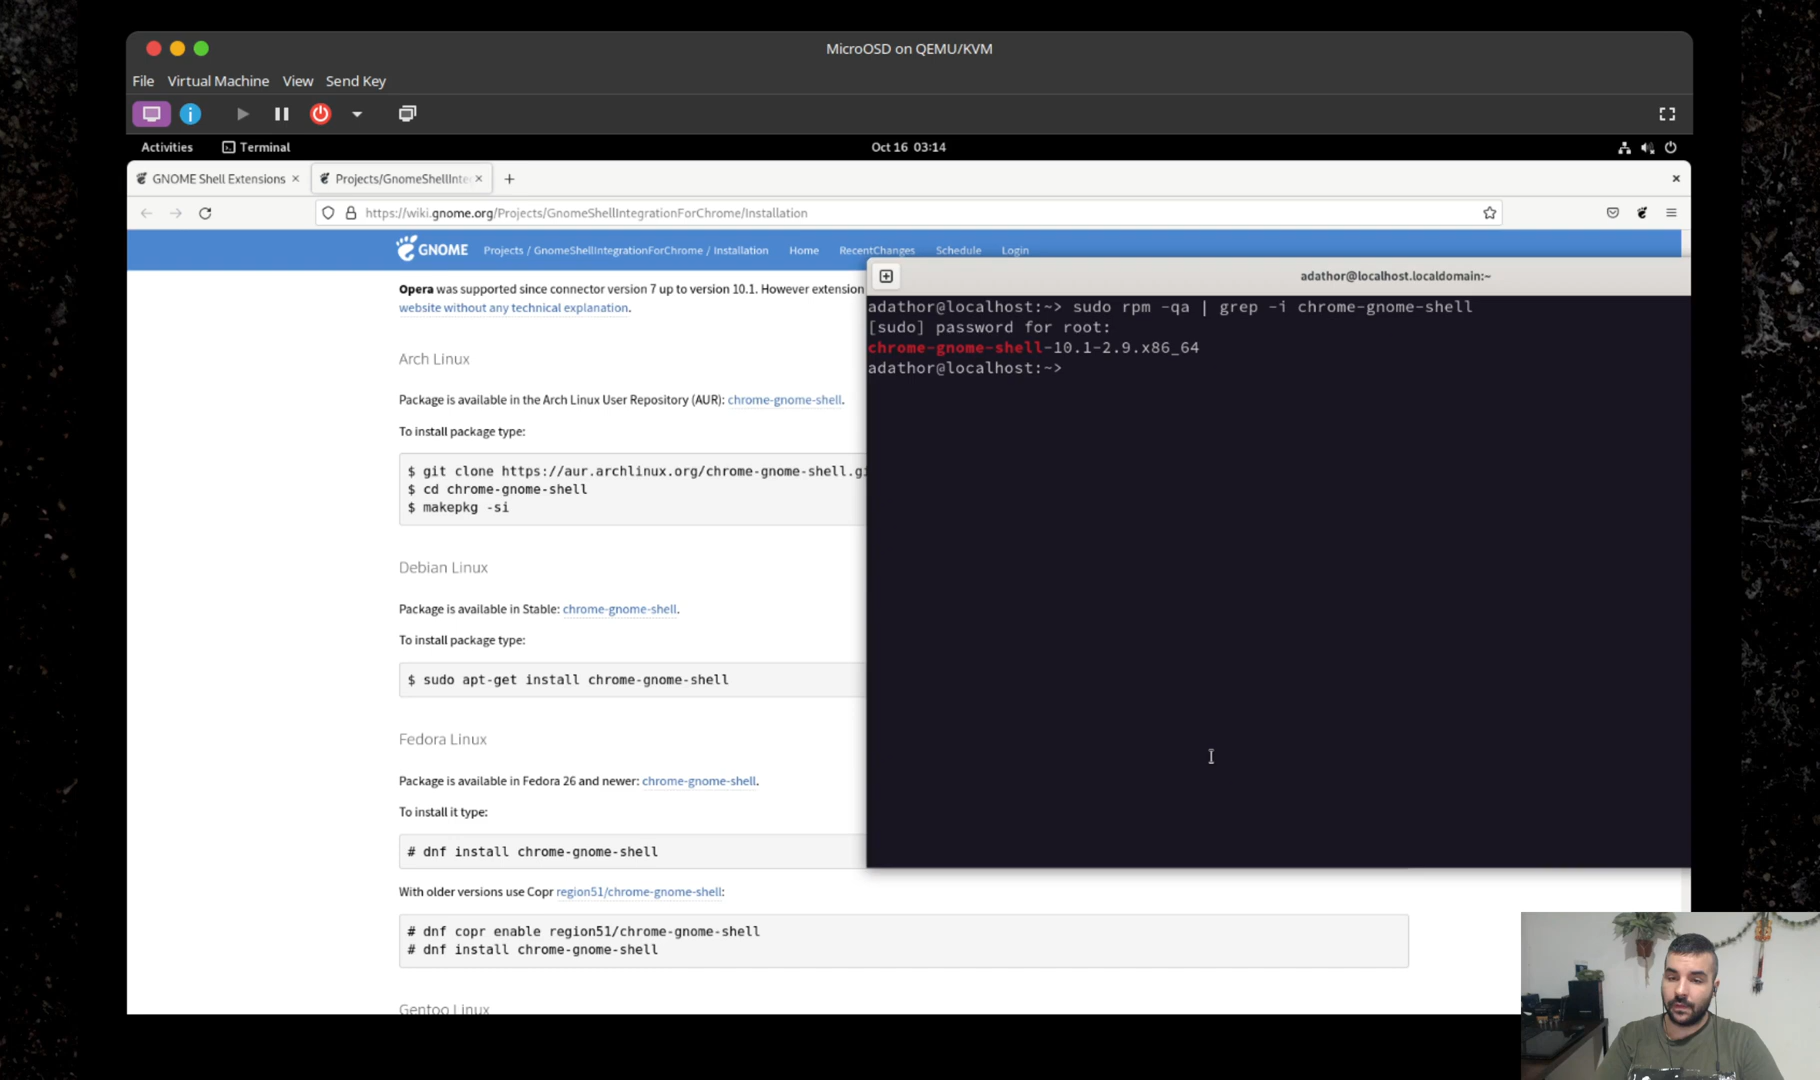 MicroOSD on QEMU/KVM
File Virtual Machine View Send Key
Activities Terminal Oct 16 03:14
GNOME Shell Extensions × Projects/GnomeShellInte × +
https://wiki.gnome.org/Projects/GnomeShellIntegrationForChrome/Installation
GNOME Projects / GnomeShellIntegrationForChrome / Installation Home RecentChanges Schedule Login
Opera was supported since connector version 7 up to version 10.1. However extension
website without any technical explanation.
Arch Linux
Package is available in the Arch Linux User Repository (AUR): chrome-gnome-shell.
To install package type:
$ git clone https://aur.archlinux.org/chrome-gnome-shell.gi
$ cd chrome-gnome-shell
$ makepkg -si
Debian Linux
Package is available in Stable: chrome-gnome-shell.
To install package type:
$ sudo apt-get install chrome-gnome-shell
Fedora Linux
Package is available in Fedora 26 and newer: chrome-gnome-shell.
To install it type:
# dnf install chrome-gnome-shell
With older versions use Copr region51/chrome-gnome-shell:
# dnf copr enable region51/chrome-gnome-shell
# dnf install chrome-gnome-shell
Gentoo Linux
adathor@localhost.localdomain:~
adathor@localhost:~> sudo rpm -qa | grep -i chrome-gnome-shell
[sudo] password for root:
chrome-gnome-shell-10.1-2.9.x86_64
adathor@localhost:~>